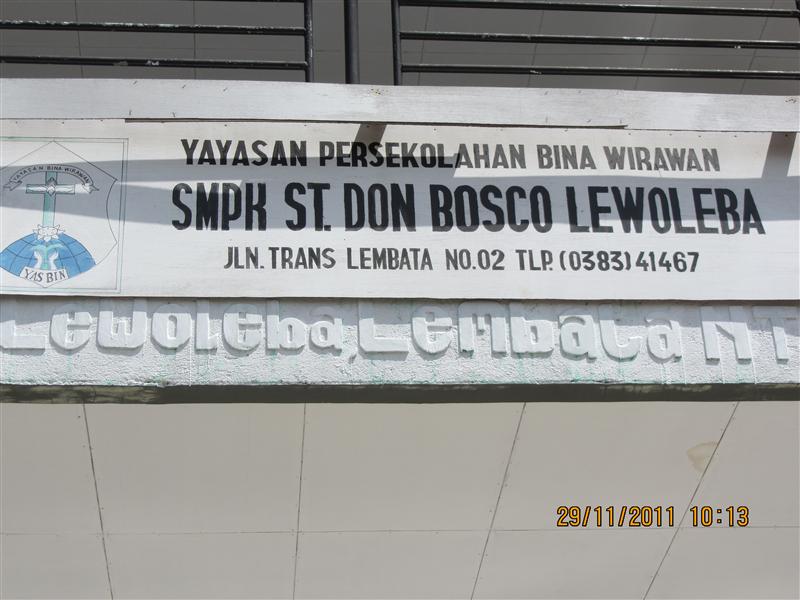 YAYASAN BINA WIRAWAN
YAS BIN
YAYASAN PERSEKOLAHAN BINA WIRAWAN
SMPK ST. DON BOSCO LEWOLEBA
JLN. TRANS LEMBATA NO.02 TLP. (0383) 41467
Lewoleba, Lembata NT
29/11/2011 10:13